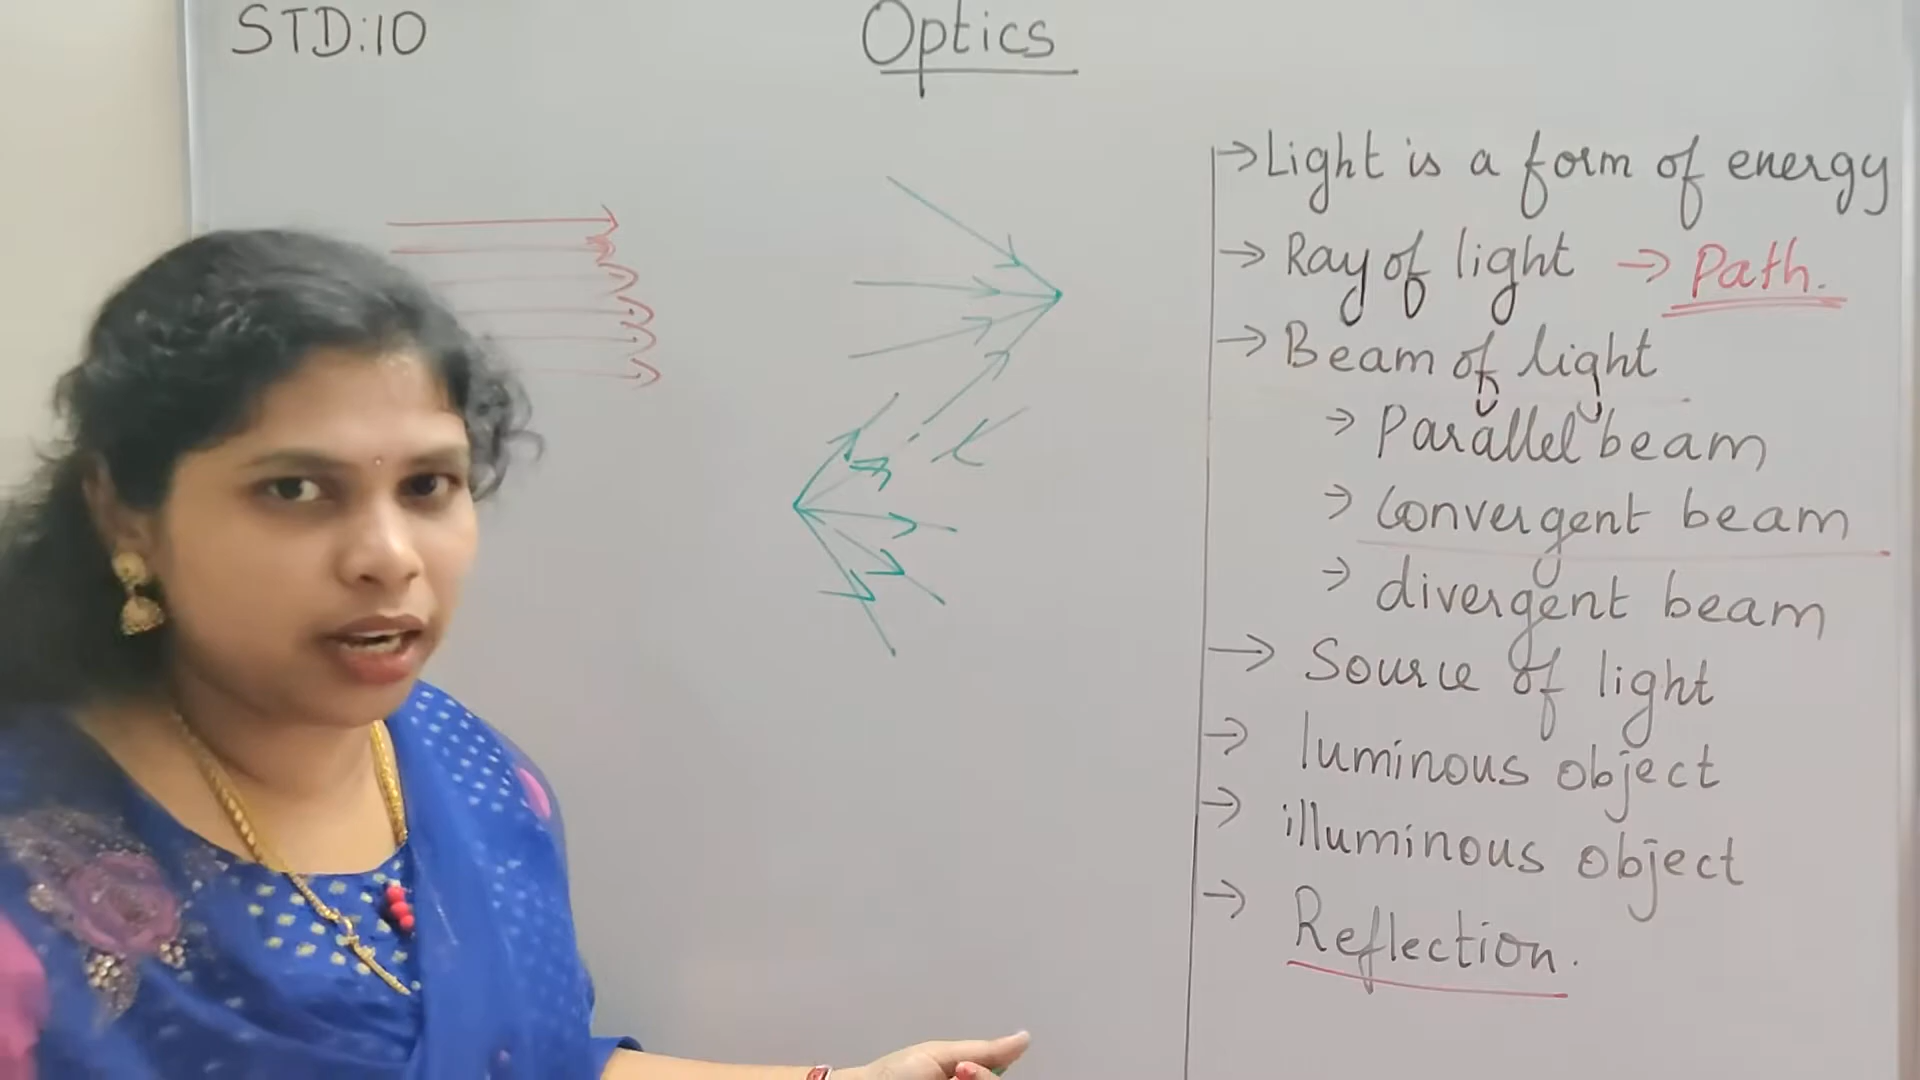 STD:10
Optics
→Light is a form of energy
→ Ray of light → Path.
→ Beam of light
→ Parallel beam
→ Convergent beam
→ divergent beam
→ Source of light
→ luminous object
→ illuminous object
→ Reflection.